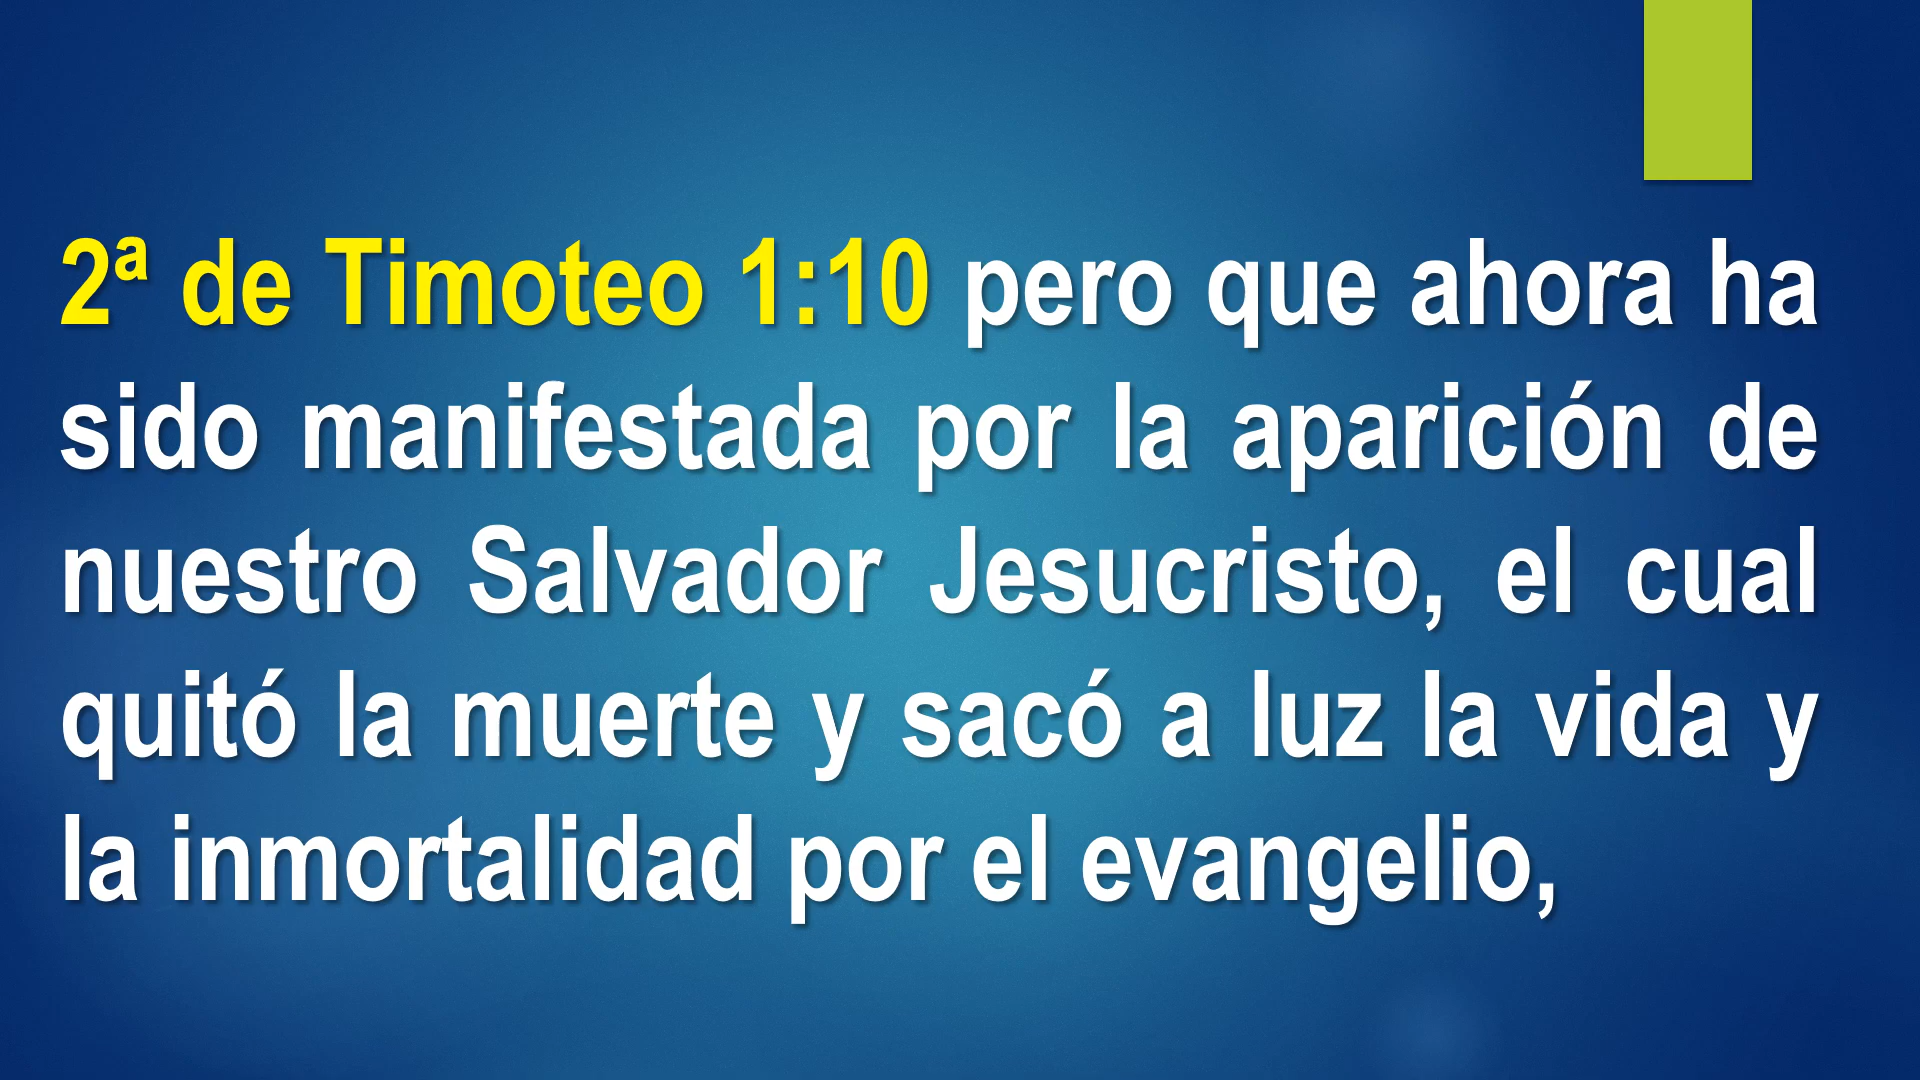 2ª de Timoteo 1:10 pero que ahora ha
sido manifestada por la aparición de
nuestro Salvador Jesucristo, el cual
quitó la muerte y sacó a luz la vida y
la inmortalidad por el evangelio,